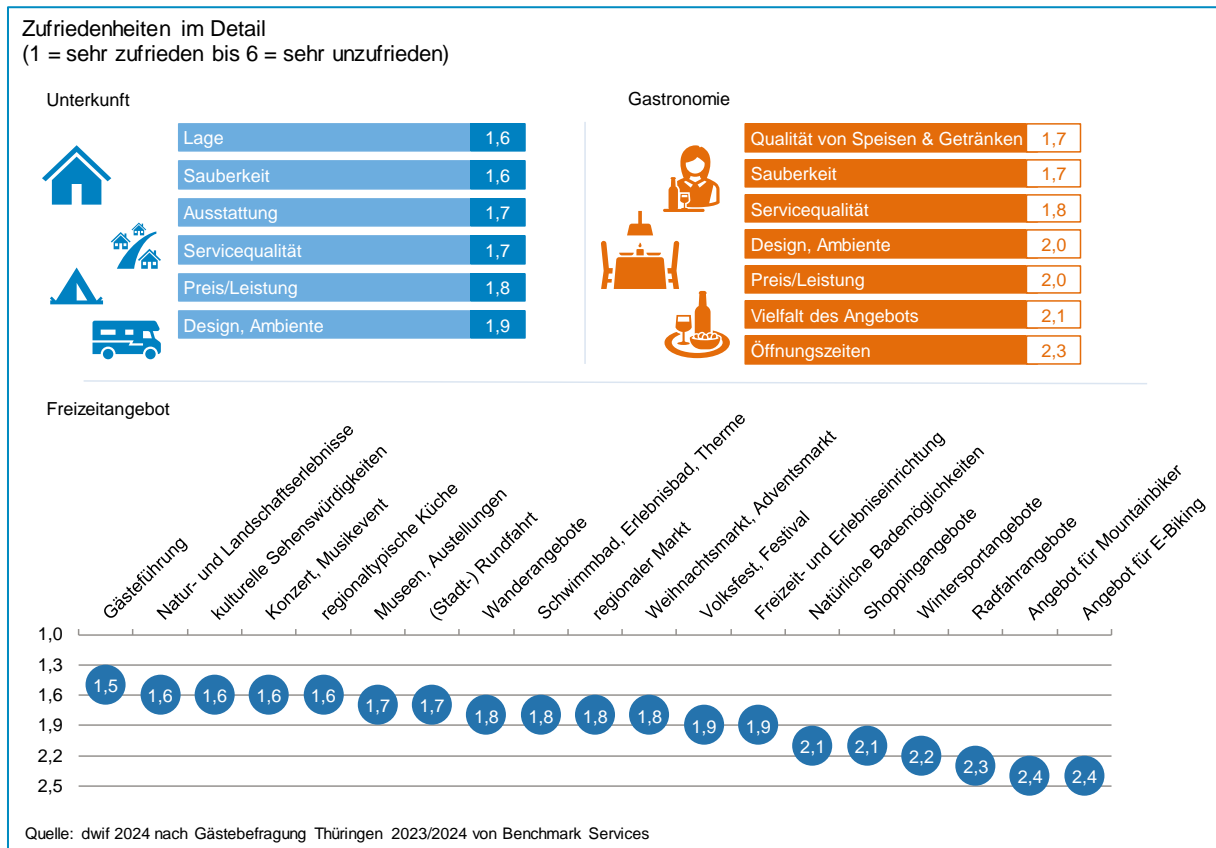 Zufriedenheiten im Detail
(1 = sehr zufrieden bis 6 = sehr unzufrieden)
Unterkunft
Lage 1,6
Sauberkeit 1,6
Ausstattung 1,7
Servicequalität 1,7
Preis/Leistung 1,8
Design, Ambiente 1,9
Gastronomie
Qualität von Speisen & Getränken 1,7
Sauberkeit 1,7
Servicequalität 1,8
Design, Ambiente 2,0
Preis/Leistung 2,0
Vielfalt des Angebots 2,1
Öffnungszeiten 2,3
Freizeitangebot
Gästeführung
Natur- und Landschaftserlebnisse
kulturelle Sehenswürdigkeiten
Konzert, Musikevent
regionaltypische Küche
Museen, Austellungen
(Stadt-) Rundfahrt
Wanderangebote
Schwimmbad, Erlebnisbad, Therme
regionaler Markt
Weihnachtsmarkt, Adventsmarkt
Volksfest, Festival
Freizeit- und Erlebniseinrichtung
Natürliche Bademöglichkeiten
Shoppingangebote
Wintersportangebote
Radfahrangebote
Angebot für Mountainbiker
Angebot für E-Biking
1,0
1,3
1,6
1,9
2,2
2,5
1,5
1,6
1,6
1,6
1,6
1,7
1,7
1,8
1,8
1,8
1,8
1,9
1,9
2,1
2,1
2,2
2,3
2,4
2,4
Quelle: dwif 2024 nach Gästebefragung Thüringen 2023/2024 von Benchmark Services